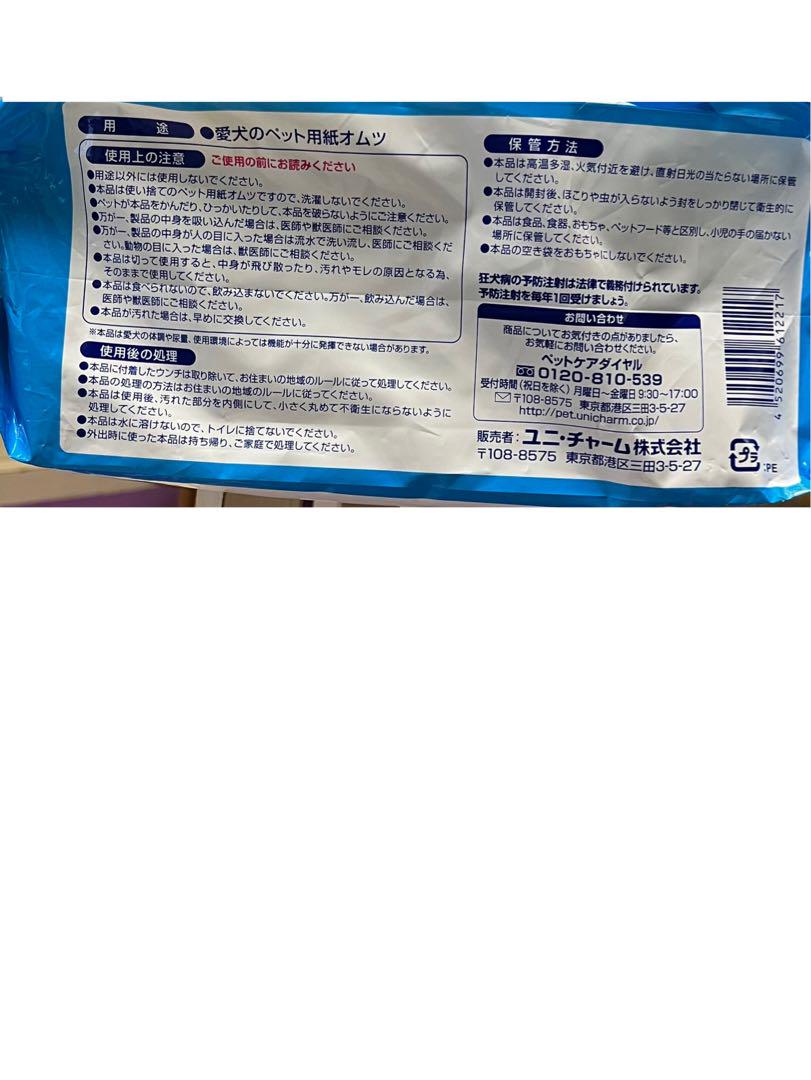 用途
●愛犬のペット用紙オムツ
使用上の注意 ご使用の前にお読みください
●用途以外には使用しないでください。
●本品は使い捨てのペット用紙オムツですので、洗濯しないでください。
●ペットが本品をかんだり、ひっかいたりして、本品を破らないようにご注意ください。
●万が一、製品の中身を吸い込んだ場合は、医師や獣医師にご相談ください。
●万が一、製品の中身が人の目に入った場合は流水で洗い流し、医師にご相談くだ
さい。動物の目に入った場合は、獣医師にご相談ください。
●本品は切って使用すると、中身が飛び散ったり、汚れやモレの原因となる為、
そのままで使用してください。
●本品は食べられないので、飲み込まないでください。万が一、飲み込んだ場合は、
医師や獣医師にご相談ください。
●本品が汚れた場合は、早めに交換してください。
※本品は愛犬の体調や尿量、使用環境によっては機能が十分に発揮できない場合があります。
使用後の処理
●本品に付着したウンチは取り除いて、お住まいの地域のルールに従って処理してください。
●本品の処理の方法はお住まいの地域のルールに従ってください。
●本品は使用後、汚れた部分を内側にして、小さく丸めて不衛生にならないように
処理してください。
●本品は水に溶けないので、トイレに捨てないでください。
●外出時に使った本品は持ち帰り、ご家庭で処理してください。
保管方法
●本品は高温多湿、火気付近を避け、直射日光の当たらない場所に保管
してください。
●本品は開封後、ほこりや虫が入らないよう封をしっかり閉じて衛生的に
保管してください。
●本品は食品、食器、おもちゃ、ペットフード等と区別し、小児の手の届かない
場所に保管してください。
●本品の空き袋をおもちゃにしないでください。
狂犬病の予防注射は法律で義務付けられています。
予防注射を毎年1回受けましょう。
お問い合わせ
商品についてお気付きの点がありましたら、
お気軽にお問い合わせください。
ペットケアダイヤル
0120-810-539
受付時間(祝日を除く) 月曜日～金曜日 9:30～17:00
〒108-8575 東京都港区三田3-5-27
http://pet.unicharm.co.jp/
販売者:ユニ・チャーム株式会社
〒108-8575 東京都港区三田3-5-27
4 520699 612217
プラ
:PE